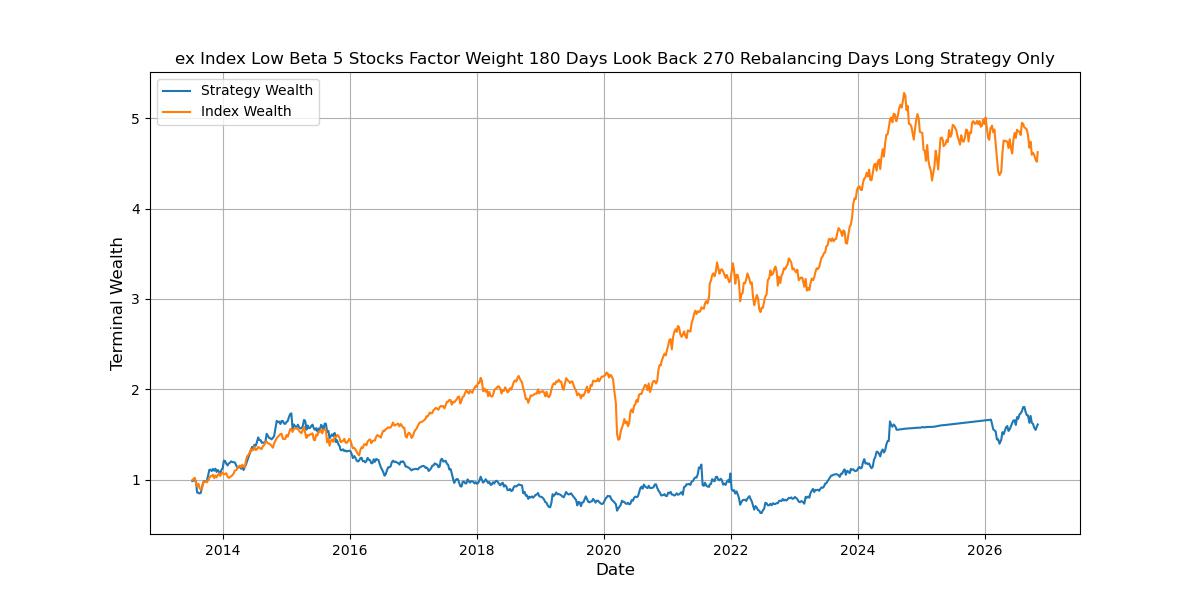 ex Index Low Beta 5 Stocks Factor Weight 180 Days Look Back 270 Rebalancing Days Long Strategy Only
Strategy Wealth
Index Wealth
Terminal Wealth
5
4
3
2
1
2014 2016 2018 2020 2022 2024 2026
Date